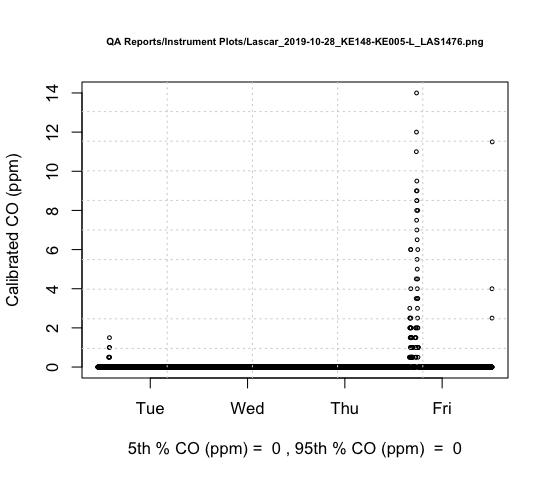 QA Reports/Instrument Plots/Lascar_2019-10-28_KE148-KE005-L_LAS1476.png
Calibrated CO (ppm)
14
12
10
8
6
4
2
0
Tue Wed Thu Fri
5th % CO (ppm) = 0 , 95th % CO (ppm) = 0